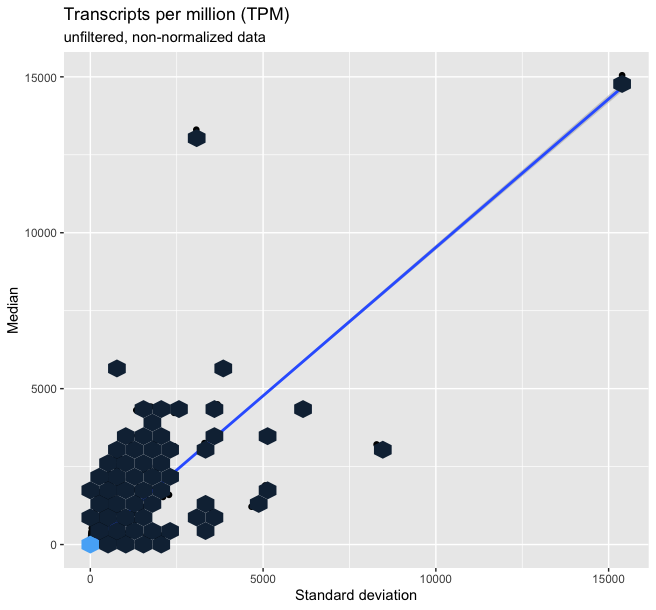 Transcripts per million (TPM)
unfiltered, non-normalized data
15000
10000
5000
0
Median
0 5000 10000 15000
Standard deviation